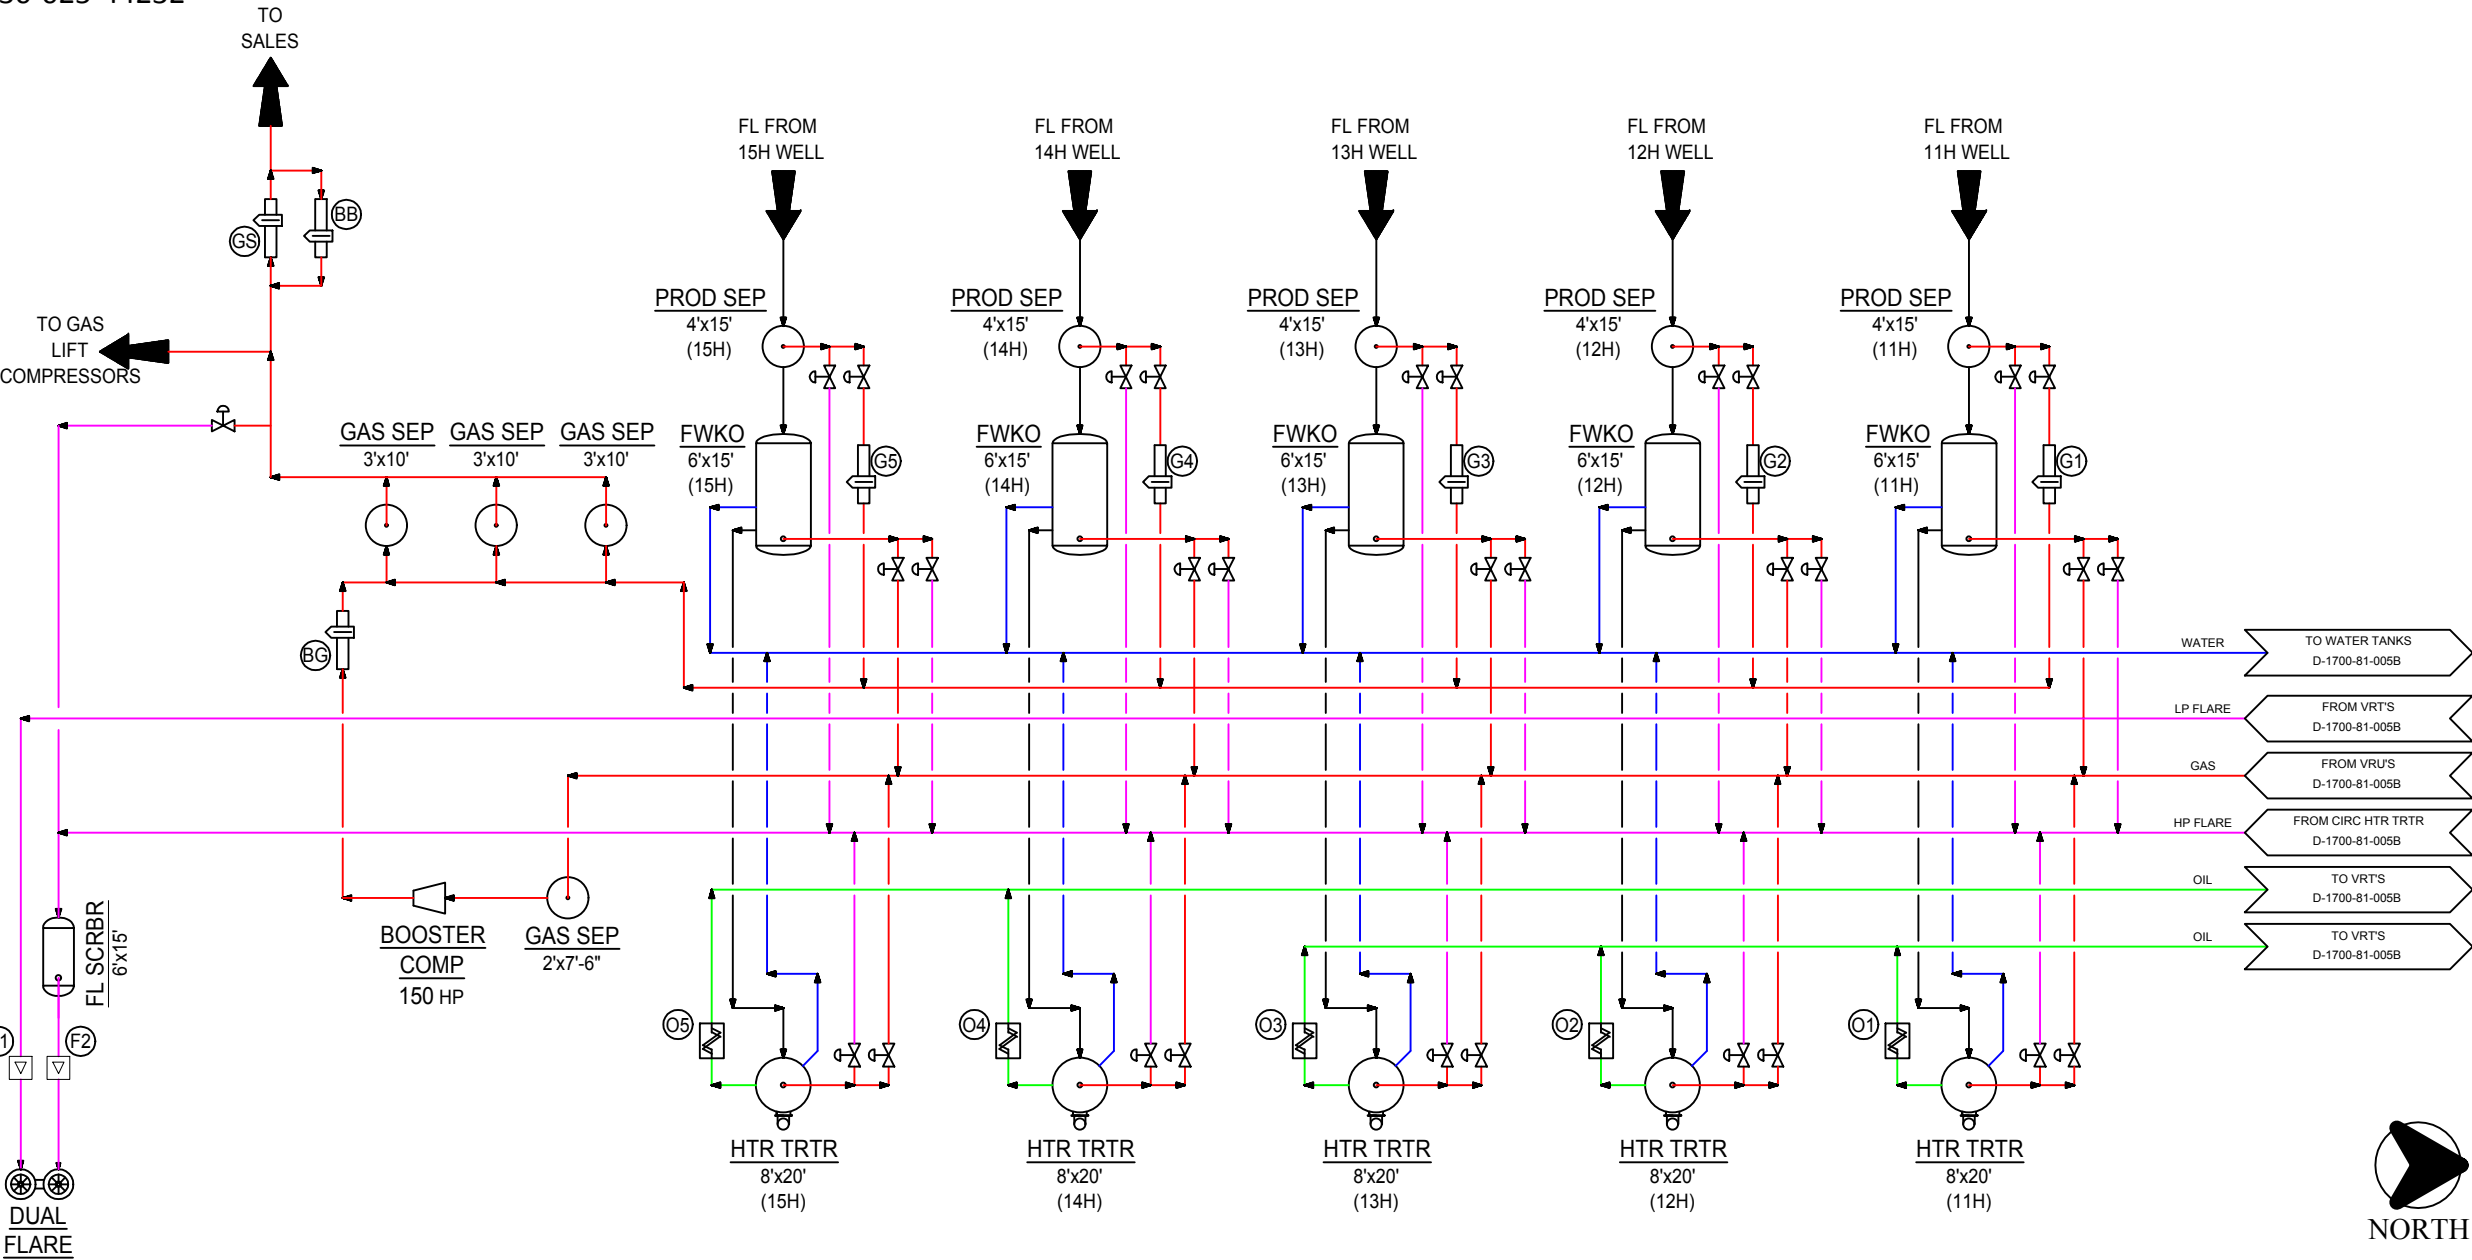 TO
SALES
FL FROM
15H WELL
FL FROM
14H WELL
FL FROM
13H WELL
FL FROM
12H WELL
FL FROM
11H WELL
BB
GS
PROD SEP
4'x15'
(15H)
PROD SEP
4'x15'
(14H)
PROD SEP
4'x15'
(13H)
PROD SEP
4'x15'
(12H)
PROD SEP
4'x15'
(11H)
TO GAS
LIFT
COMPRESSORS
GAS SEP
3'x10'
GAS SEP
3'x10'
GAS SEP
3'x10'
FWKO
6'x15'
(15H)
G5
FWKO
6'x15'
(14H)
G4
FWKO
6'x15'
(13H)
G3
FWKO
6'x15'
(12H)
G2
FWKO
6'x15'
(11H)
G1
BG
WATER
TO WATER TANKS
D-1700-81-005B
LP FLARE
FROM VRT'S
D-1700-81-005B
GAS
FROM VRU'S
D-1700-81-005B
HP FLARE
FROM CIRC HTR TRTR
D-1700-81-005B
OIL
TO VRT'S
D-1700-81-005B
OIL
TO VRT'S
D-1700-81-005B
FL SCRBR
6'x15'
BOOSTER
COMP
150 HP
GAS SEP
2'x7'-6"
O5
O4
O3
O2
O1
1
F2
HTR TRTR
8'x20'
(15H)
HTR TRTR
8'x20'
(14H)
HTR TRTR
8'x20'
(13H)
HTR TRTR
8'x20'
(12H)
HTR TRTR
8'x20'
(11H)
DUAL
FLARE
NORTH